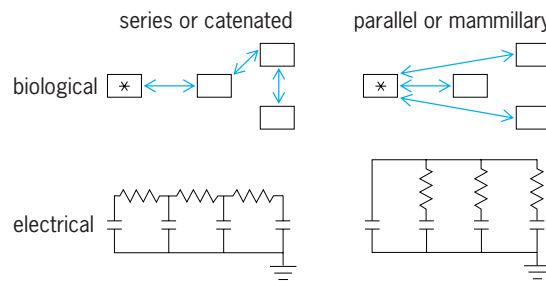 series or catenated
parallel or mammillary
biological
*
*
electrical